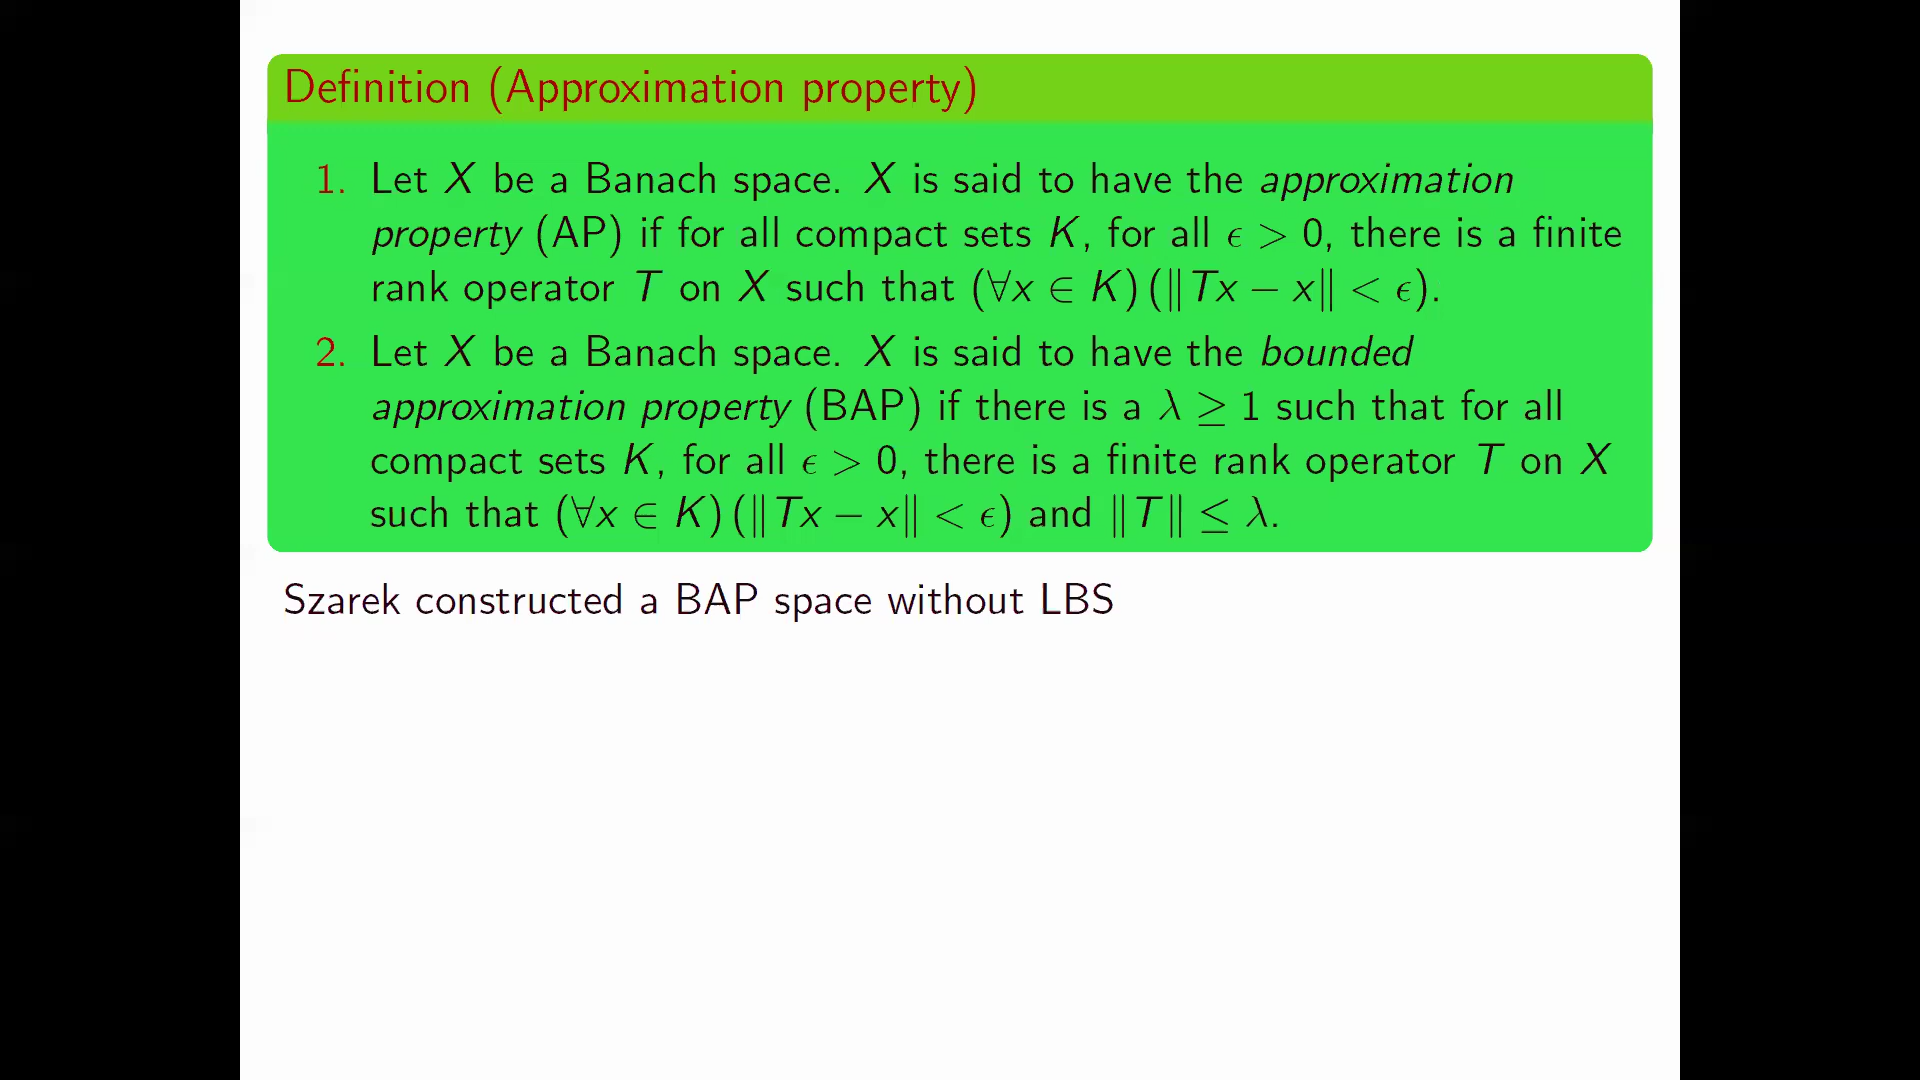 Definition (Approximation property)
1. Let X be a Banach space. X is said to have the approximation
property (AP) if for all compact sets K, for all ϵ > 0, there is a finite
rank operator T on X such that (∀x ∈ K) (‖Tx − x‖ < ϵ).
2. Let X be a Banach space. X is said to have the bounded
approximation property (BAP) if there is a λ ≥ 1 such that for all
compact sets K, for all ϵ > 0, there is a finite rank operator T on X
such that (∀x ∈ K) (‖Tx − x‖ < ϵ) and ‖T‖ ≤ λ.
Szarek constructed a BAP space without LBS